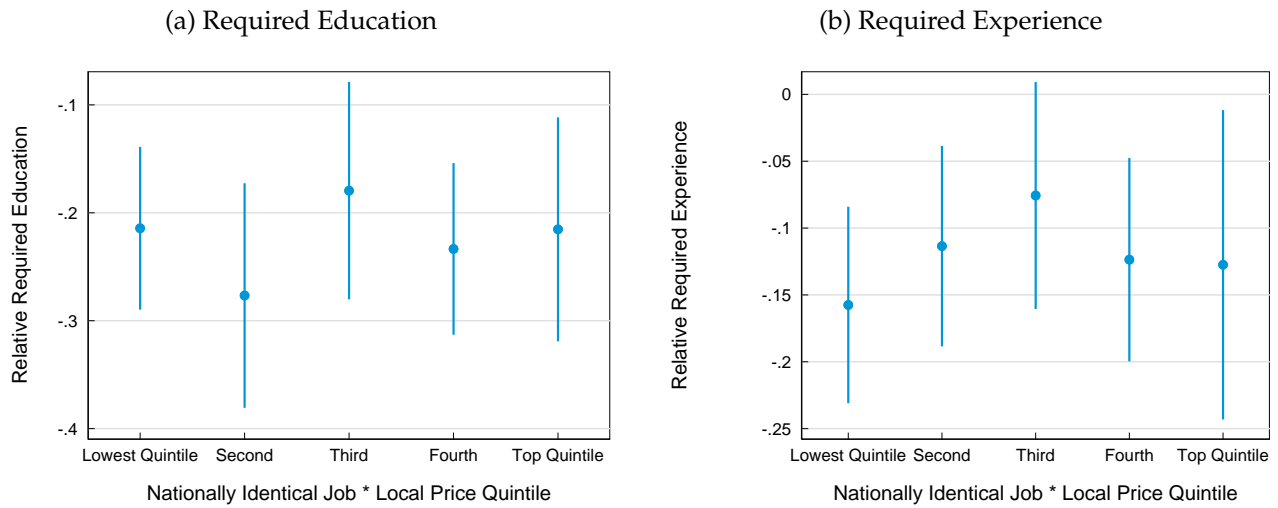 (a) Required Education
Relative Required Education
-.1
-.2
-.3
-.4
Lowest Quintile
Second
Third
Fourth
Top Quintile
Nationally Identical Job * Local Price Quintile
(b) Required Experience
Relative Required Experience
0
-.05
-.1
-.15
-.2
-.25
Lowest Quintile
Second
Third
Fourth
Top Quintile
Nationally Identical Job * Local Price Quintile